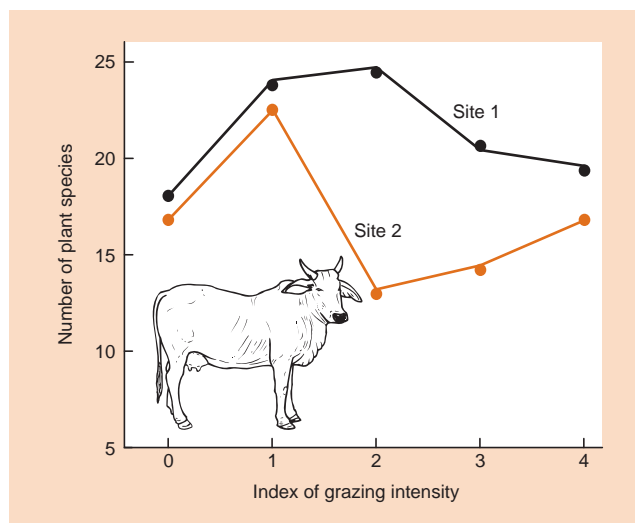 Number of plant species
25
20
15
10
5
Site 1
Site 2
0 1 2 3 4
Index of grazing intensity